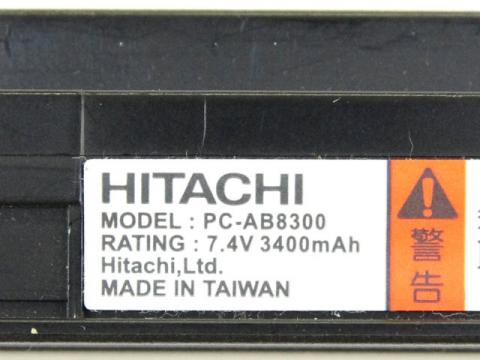 HITACHI
MODEL : PC-AB8300
RATING : 7.4V 3400mAh
Hitachi,Ltd.
MADE IN TAIWAN
警告